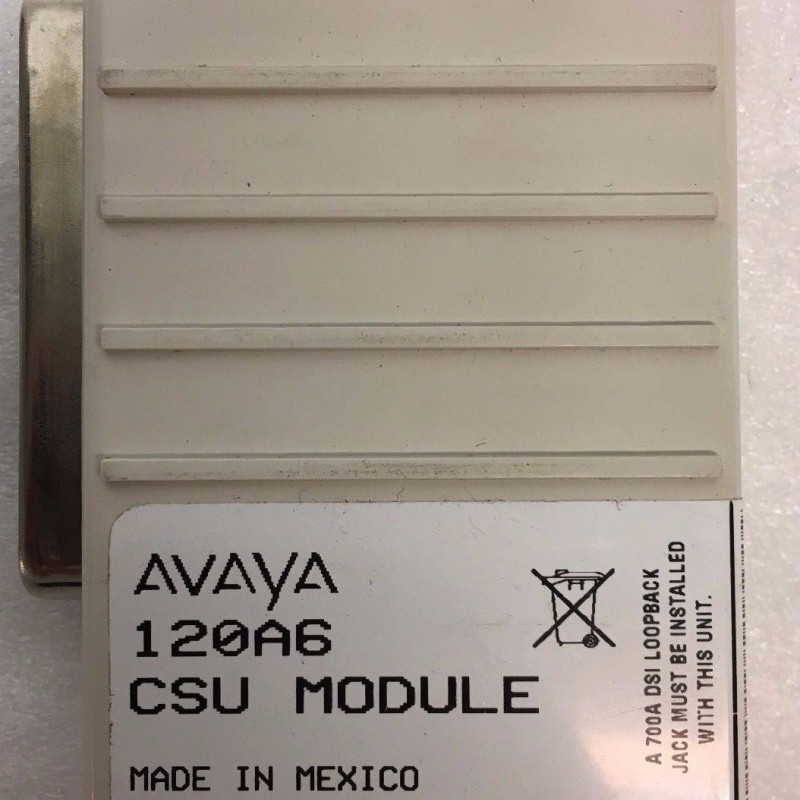 AVAYA
120A6
CSU MODULE
MADE IN MEXICO
A 700A DSI LOOPBACK
JACK MUST BE INSTALLED
WITH THIS UNIT.